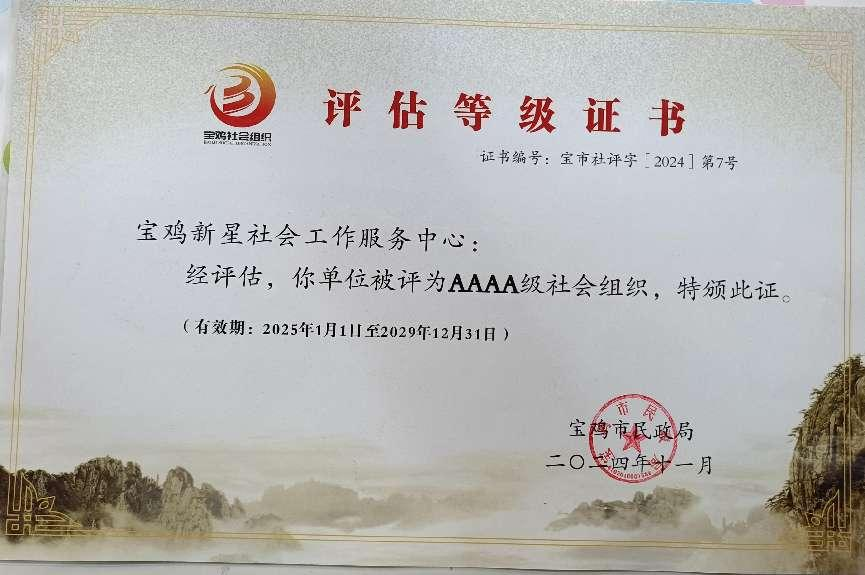 宝鸡社会组织
评估等级证书
证书编号：宝市社评字［2024］第7号
宝鸡新星社会工作服务中心：
经评估，你单位被评为AAAA级社会组织，特颁此证。
（有效期：2025年1月1日至2029年12月31日）
宝鸡市民政局
二〇二四年十一月